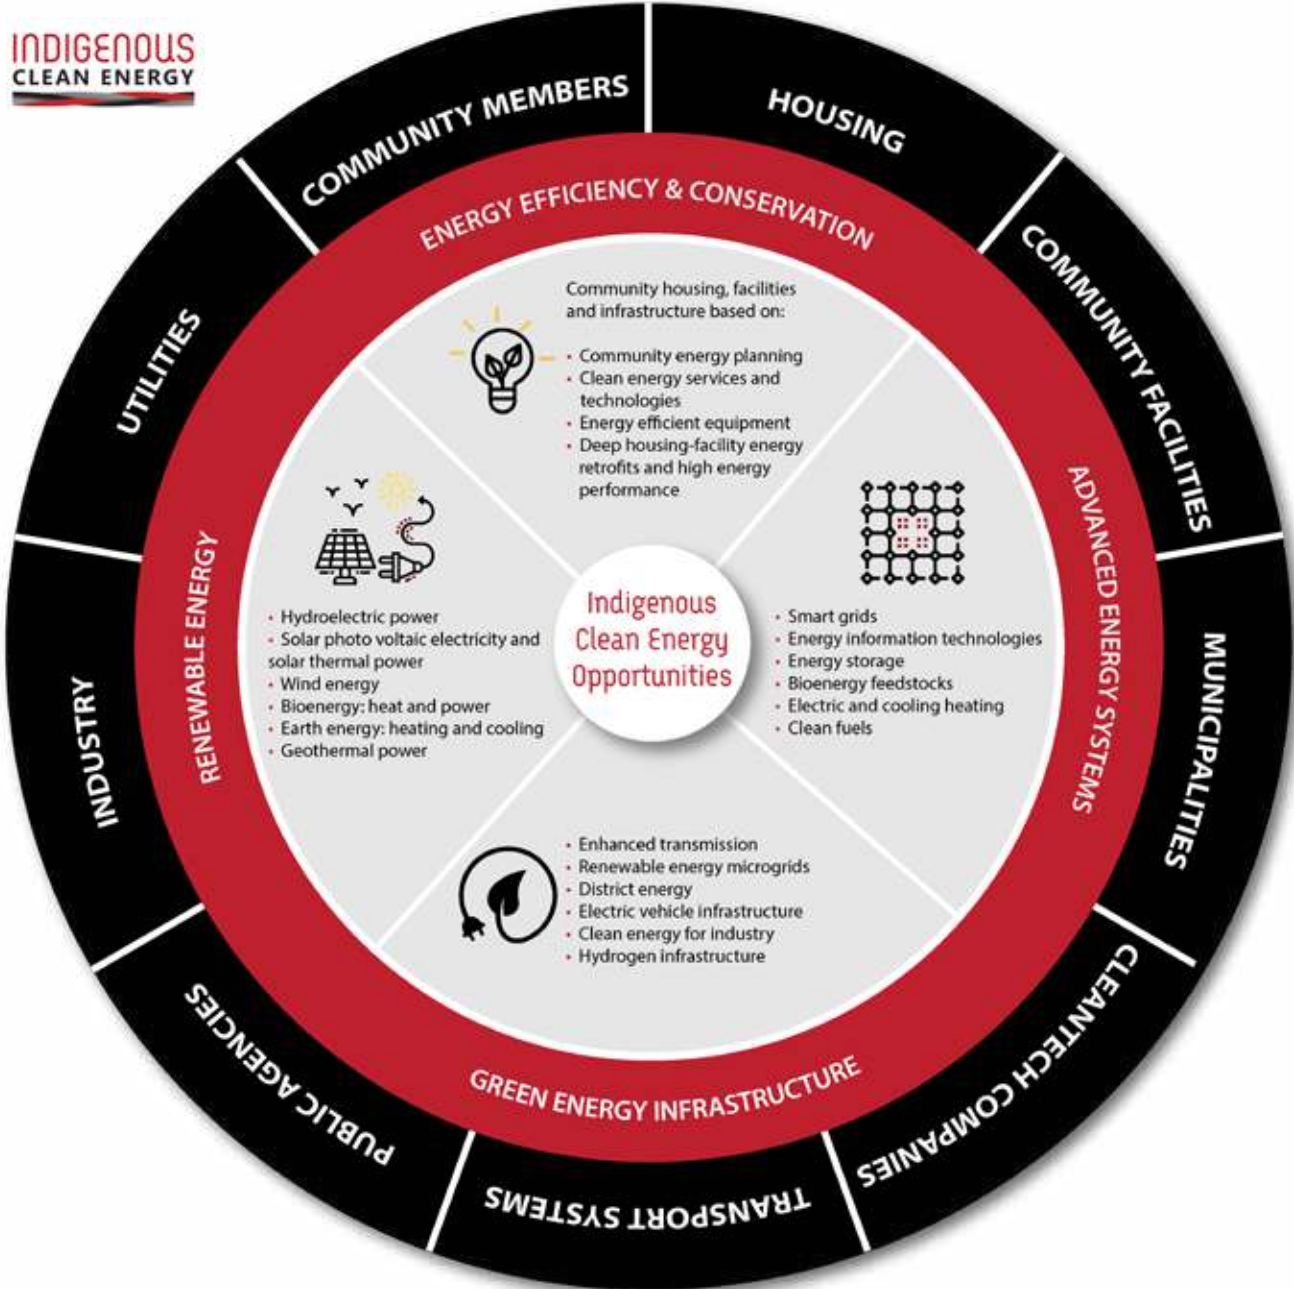 INDIGENOUS
CLEAN ENERGY
COMMUNITY MEMBERS
HOUSING
COMMUNITY FACILITIES
MUNICIPALITIES
CLEANTECH COMPANIES
TRANSPORT SYSTEMS
PUBLIC AGENCIES
INDUSTRY
UTILITIES
ENERGY EFFICIENCY & CONSERVATION
ADVANCED ENERGY SYSTEMS
GREEN ENERGY INFRASTRUCTURE
RENEWABLE ENERGY
Community housing, facilities
and infrastructure based on:
• Community energy planning
• Clean energy services and
technologies
• Energy efficient equipment
• Deep housing-facility energy
retrofits and high energy
performance
• Hydroelectric power
• Solar photo voltaic electricity and
solar thermal power
• Wind energy
• Bioenergy: heat and power
• Earth energy: heating and cooling
• Geothermal power
Indigenous
Clean Energy
Opportunities
• Smart grids
• Energy information technologies
• Energy storage
• Bioenergy feedstocks
• Electric and cooling heating
• Clean fuels
• Enhanced transmission
• Renewable energy microgrids
• District energy
• Electric vehicle infrastructure
• Clean energy for industry
• Hydrogen infrastructure